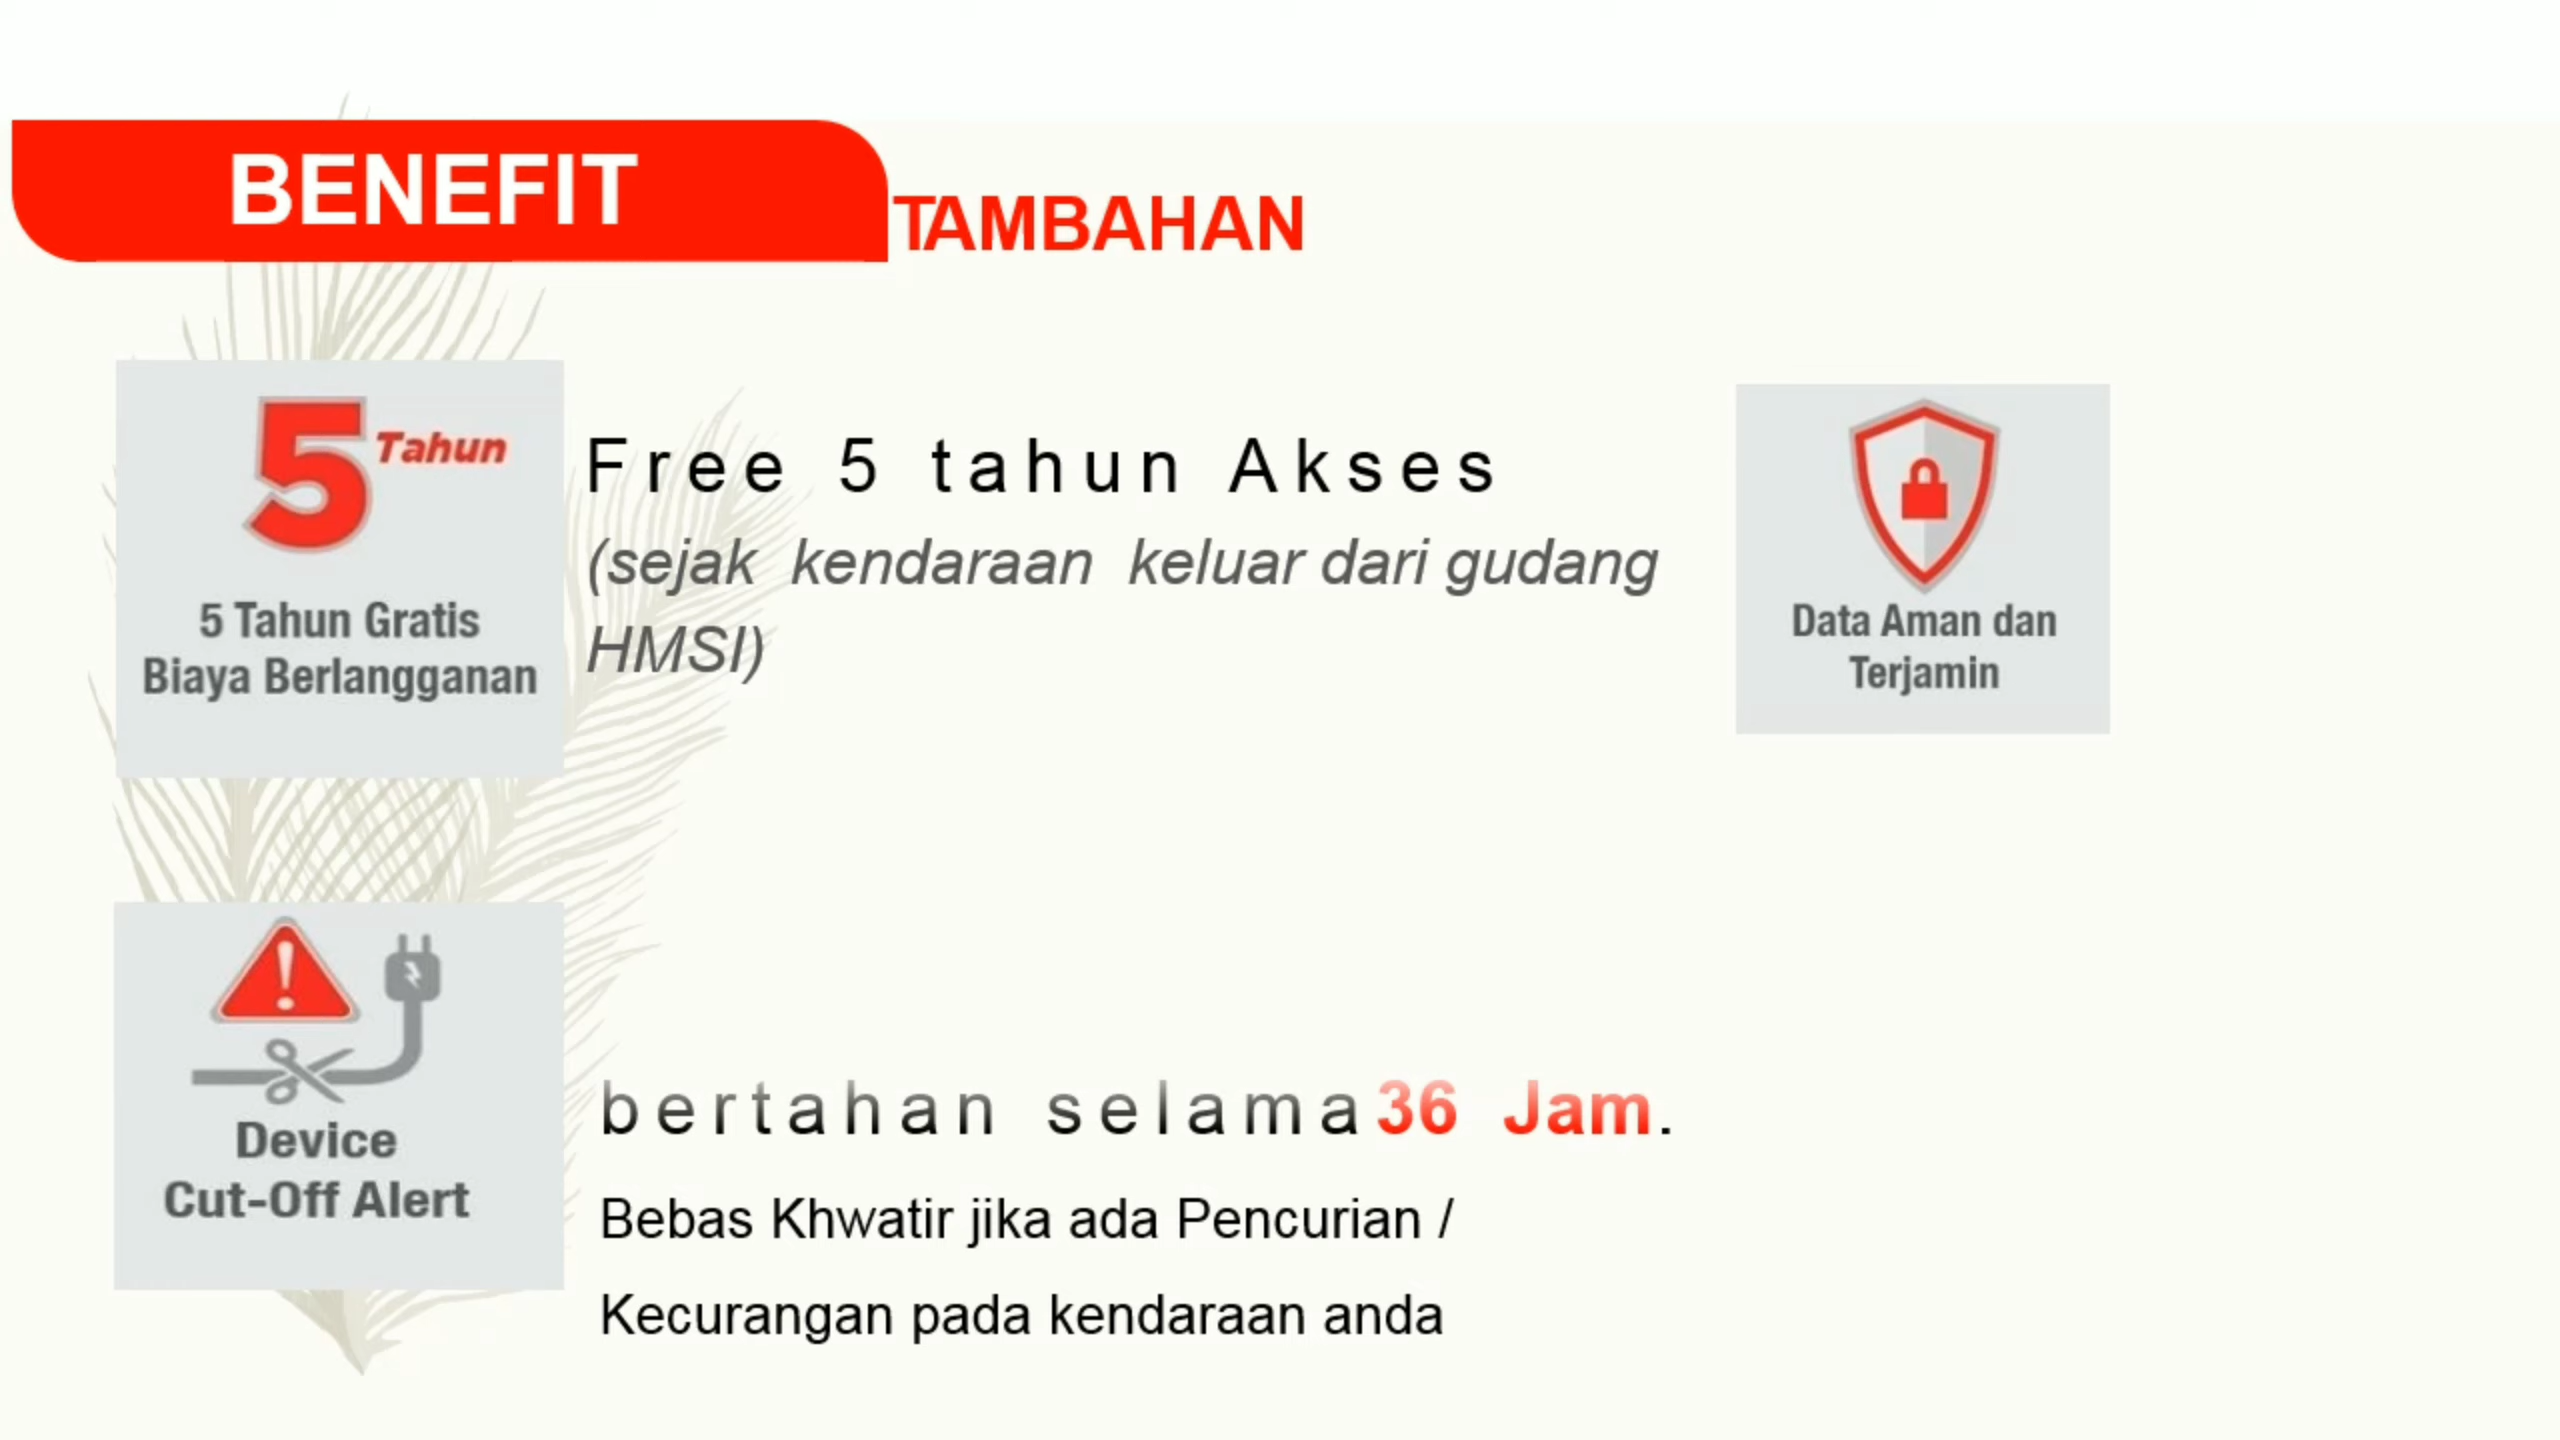 BENEFIT
TAMBAHAN
5 Tahun
5 Tahun Gratis
Biaya Berlangganan
Free 5 tahun Akses
(sejak kendaraan keluar dari gudang
HMSI)
Data Aman dan
Terjamin
Device
Cut-Off Alert
bertahan selama 36 Jam.
Bebas Khwatir jika ada Pencurian /
Kecurangan pada kendaraan anda